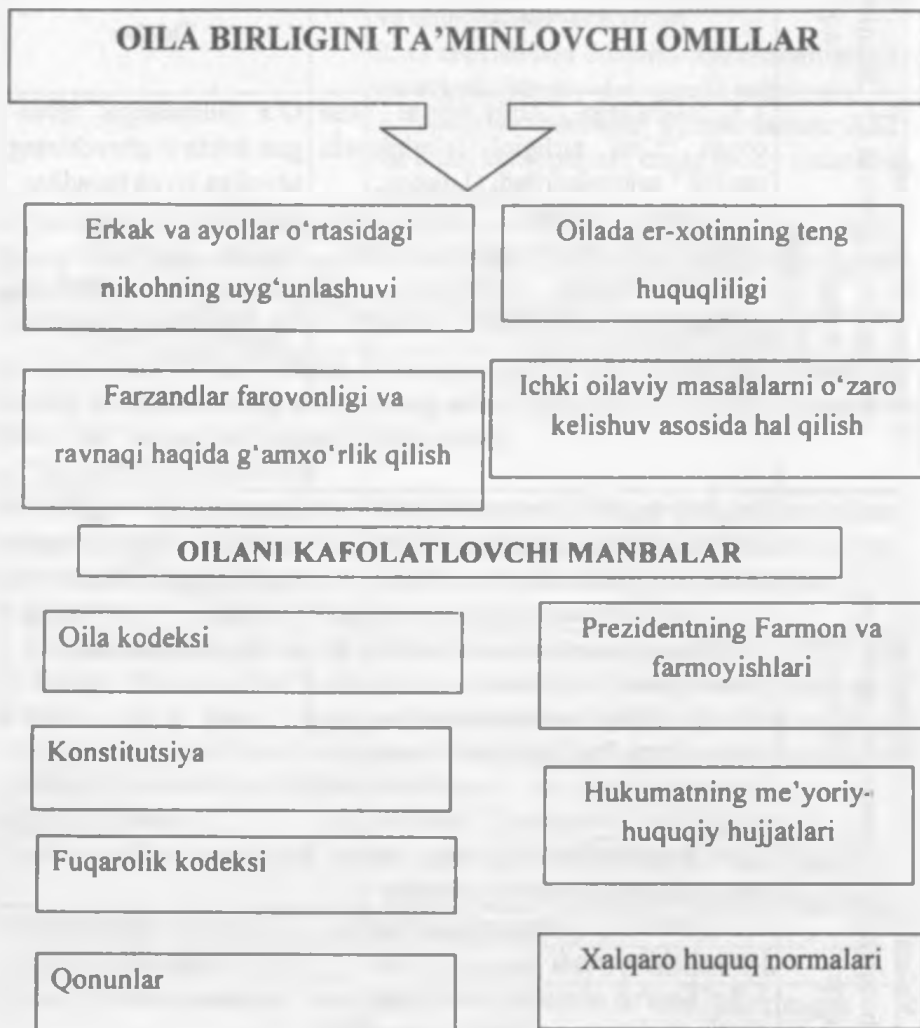 OILA BIRLIGINI TA’MINLOVCHI OMILLAR
Erkak va ayollar o‘rtasidagi
nikohning uyg‘unlashuvi
Oilada er-xotinning teng
huquqliligi
Farzandlar farovonligi va
ravnaqi haqida g‘amxo‘rlik qilish
Ichki oilaviy masalalarni o‘zaro
kelishuv asosida hal qilish
OILANI KAFOLATLOVCHI MANBALAR
Oila kodeksi
Prezidentning Farmon va
farmoyishlari
Konstitutsiya
Hukumatning me’yoriy-
huquqiy hujjatlari
Fuqarolik kodeksi
Xalqaro huquq normalari
Qonunlar